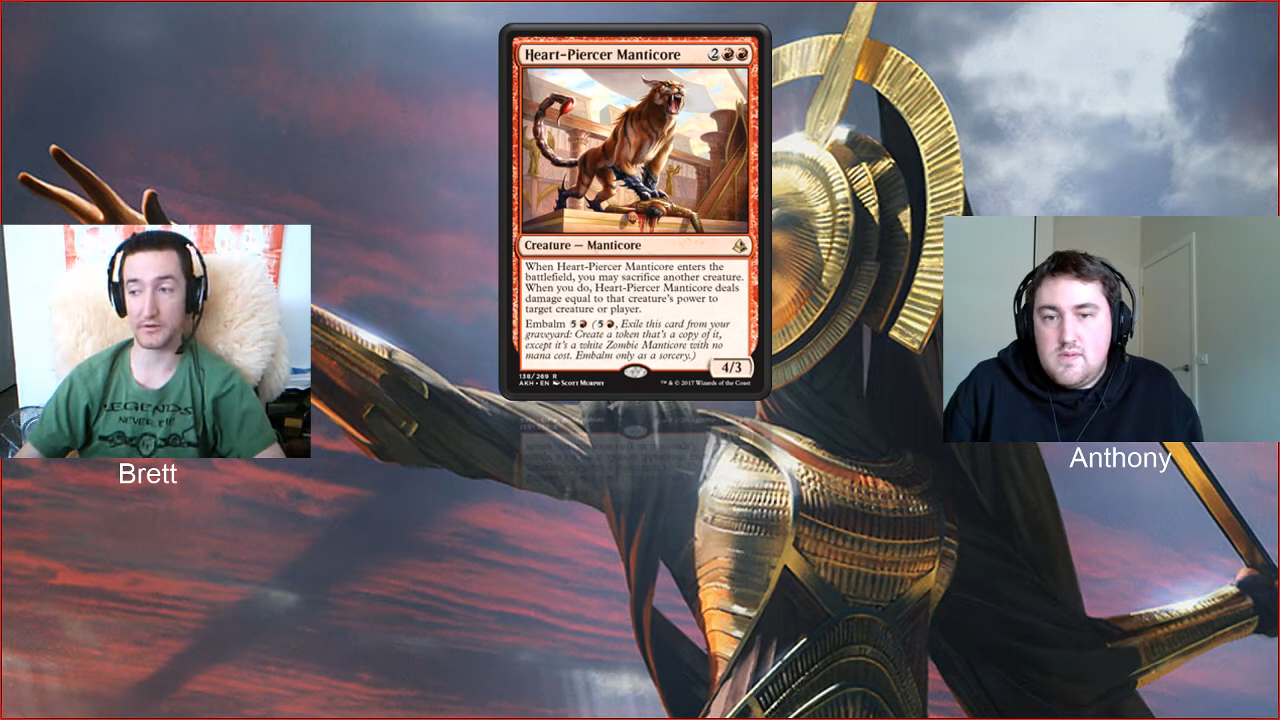 Heart-Piercer Manticore 2
Creature — Manticore
When Heart-Piercer Manticore enters the
battlefield, you may sacrifice another creature.
When you do, Heart-Piercer Manticore deals
damage equal to that creature's power to
target creature or player.
Embalm 5 (5, Exile this card from your
graveyard: Create a token that's a copy of it,
except it's a white Zombie Manticore with no
mana cost. Embalm only as a sorcery.)
4/3
138/269 R
AKH • EN Scott Murphy
™ & © 2017 Wizards of the Coast
LEGENDS
NEVER DIE
Brett
Anthony